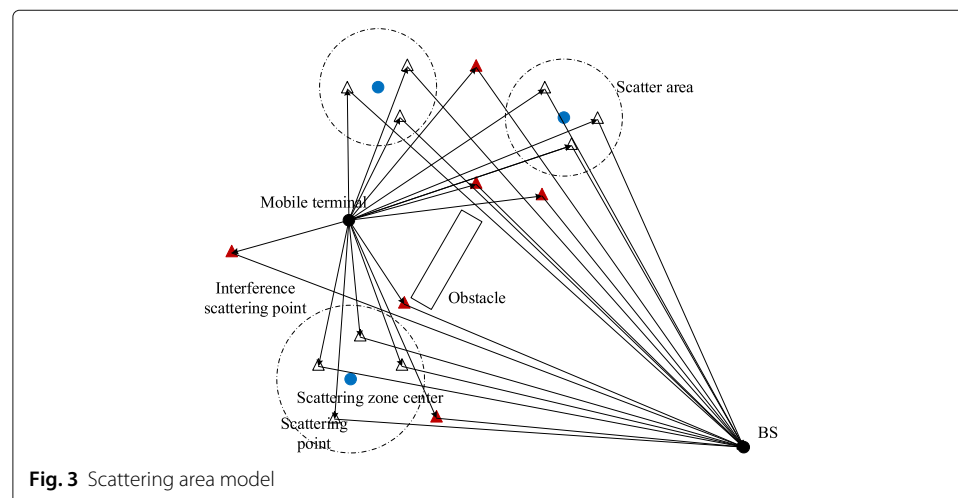 Scatter area
Mobile terminal
Interference
scattering point
Obstacle
Scattering zone center
Scattering
point
BS
Fig. 3 Scattering area model